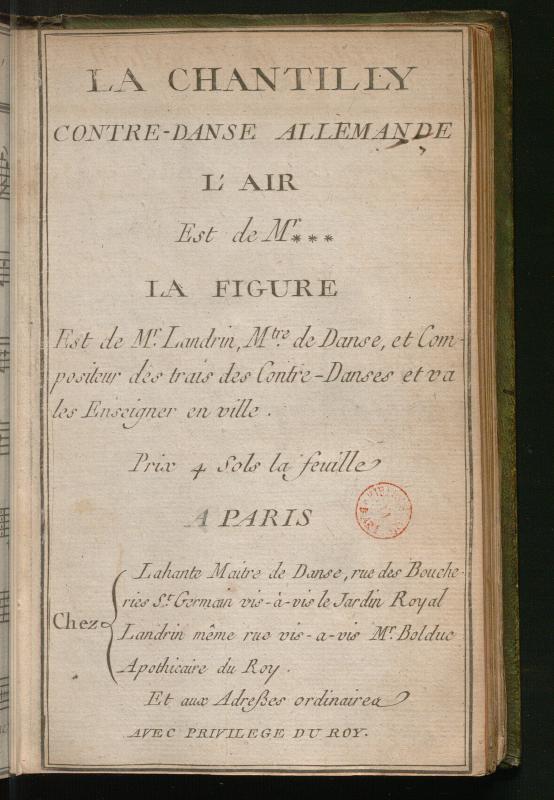 LA CHANTILLY
CONTRE-DANSE ALLEMANDE
L'AIR
Est de Mr.***
LA FIGURE
Est de Mr. Landrin, Mtre. de Danse, et Com-
positeur des trais des Contre-Danses et va
les Enseigner en ville.
Prix 4 Sols la feuille
A PARIS
Chez
Lahante Maitre de Danse, rue des Bouche-
ries St. Germain vis-à-vis le Jardin Royal
Landrin même rue vis-a-vis Mr. Bolduc
Apothicaire du Roy.
Et aux Adreßes ordinaires
AVEC PRIVILEGE DU ROY.